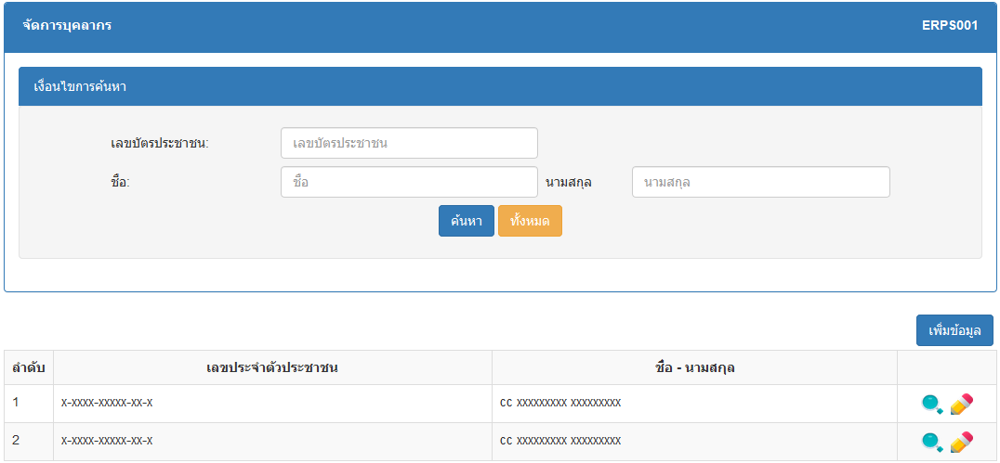 จัดการบุคลากร ERPS001
เงื่อนไขการค้นหา
เลขบัตรประชาชน: เลขบัตรประชาชน
ชื่อ: ชื่อ นามสกุล นามสกุล
ค้นหา ทั้งหมด
เพิ่มข้อมูล
ลำดับ เลขประจำตัวประชาชน ชื่อ - นามสกุล
1 X-XXXX-XXXXX-XX-X CC XXXXXXXXX XXXXXXXXX
2 X-XXXX-XXXXX-XX-X CC XXXXXXXXX XXXXXXXXX